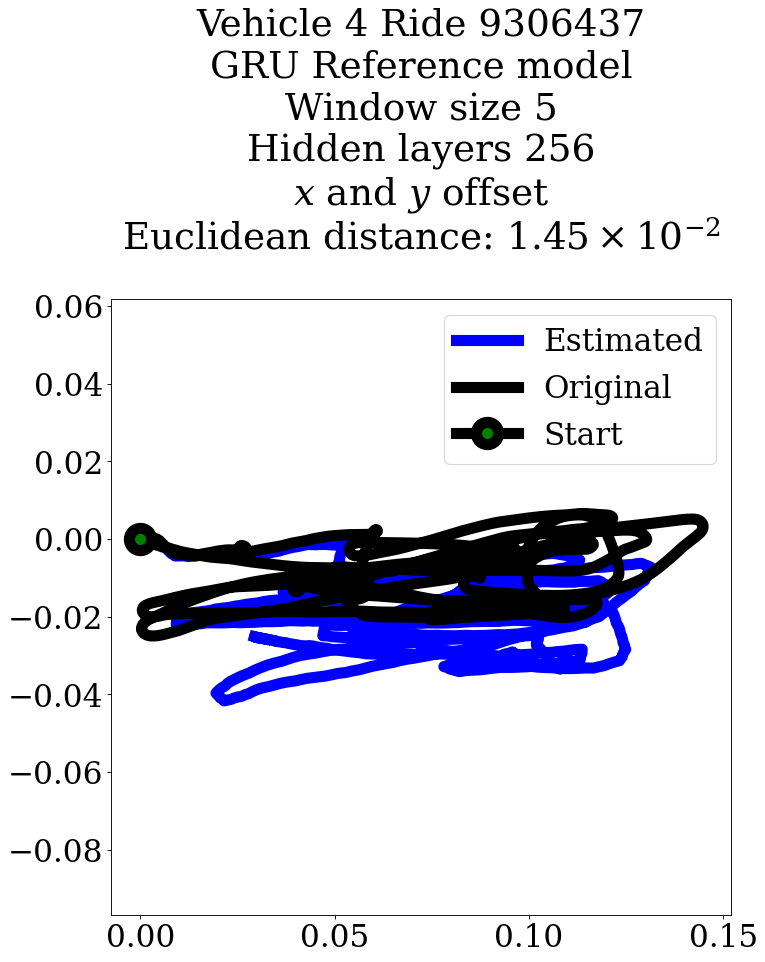 Vehicle 4 Ride 9306437
GRU Reference model
Window size 5
Hidden layers 256
x and y offset
Euclidean distance: 1.45 × 10⁻²
0.06
0.04
0.02
0.00
−0.02
−0.04
−0.06
−0.08
Estimated
Original
Start
0.00 0.05 0.10 0.15